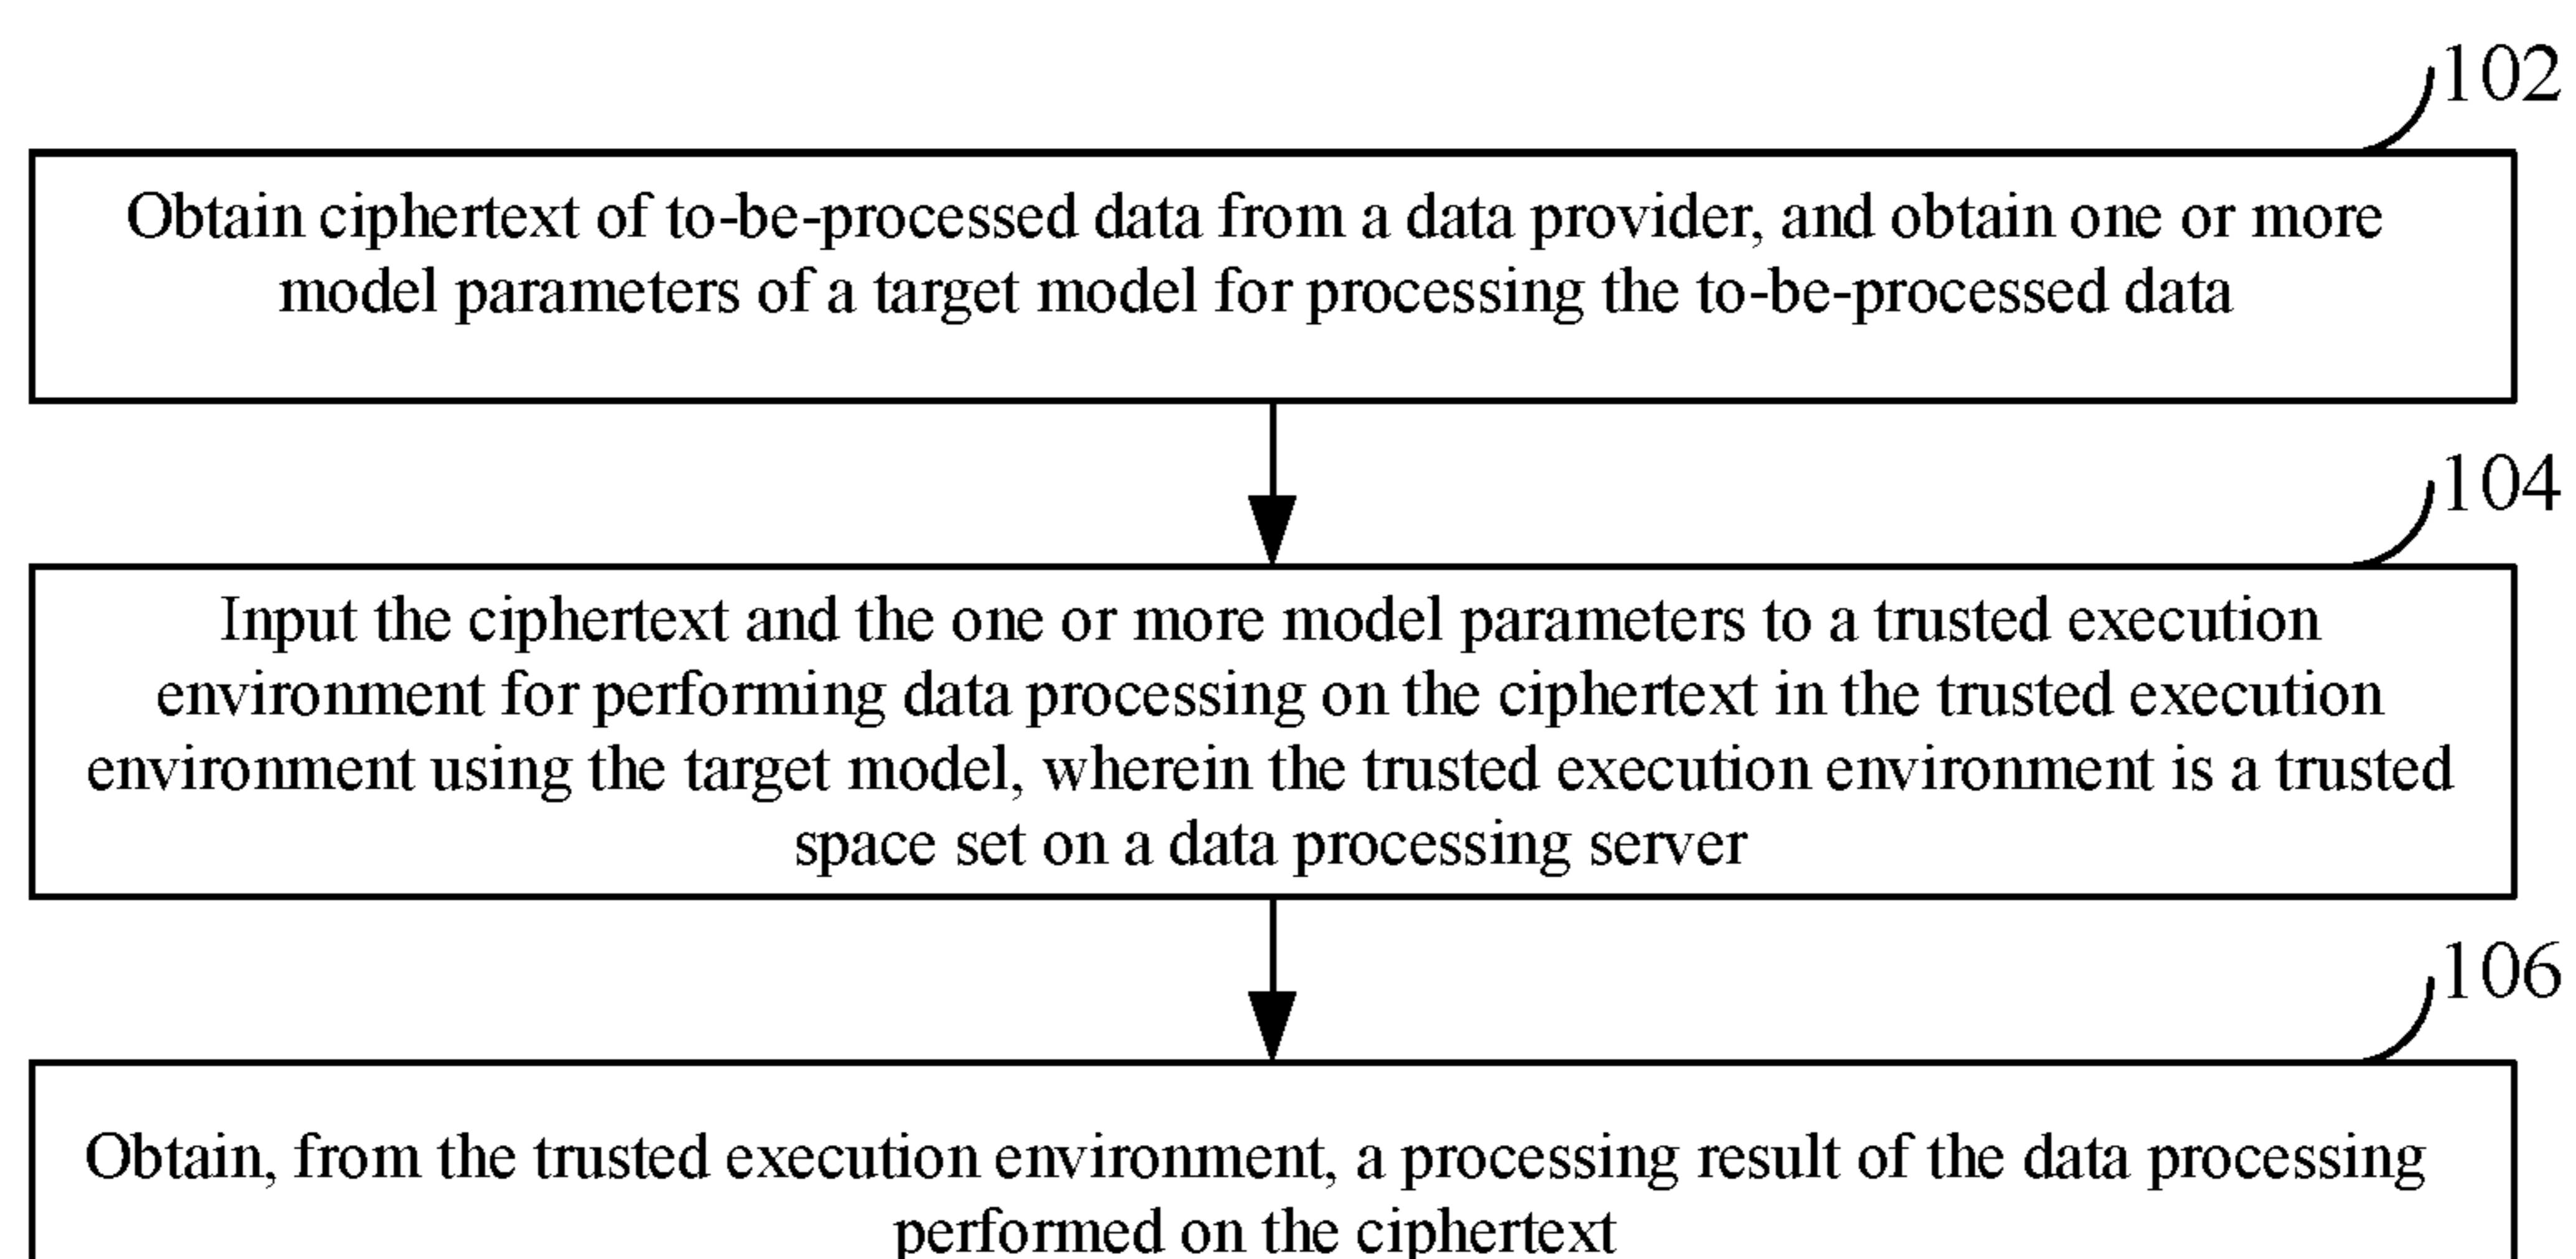 102
Obtain ciphertext of to-be-processed data from a data provider, and obtain one or more
model parameters of a target model for processing the to-be-processed data
104
Input the ciphertext and the one or more model parameters to a trusted execution
environment for performing data processing on the ciphertext in the trusted execution
environment using the target model, wherein the trusted execution environment is a trusted
space set on a data processing server
106
Obtain, from the trusted execution environment, a processing result of the data processing
performed on the ciphertext